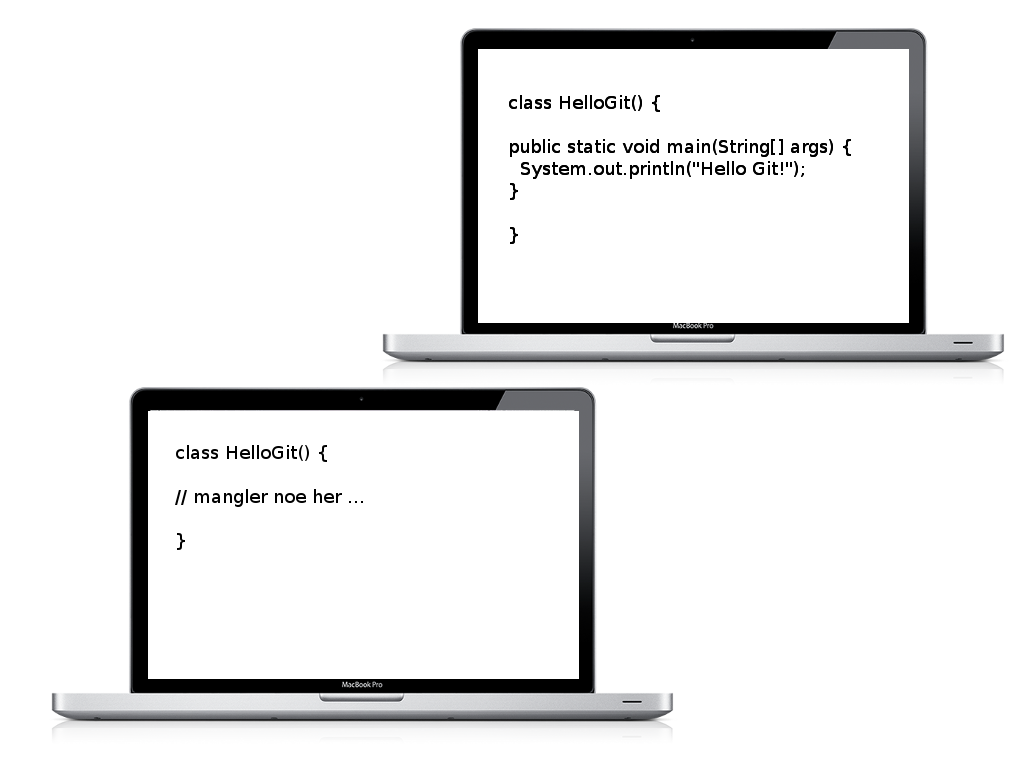 class HelloGit() {
public static void main(String[] args) {
System.out.println("Hello Git!");
}
}
MacBook Pro
class HelloGit() {
// mangler noe her ...
}
MacBook Pro